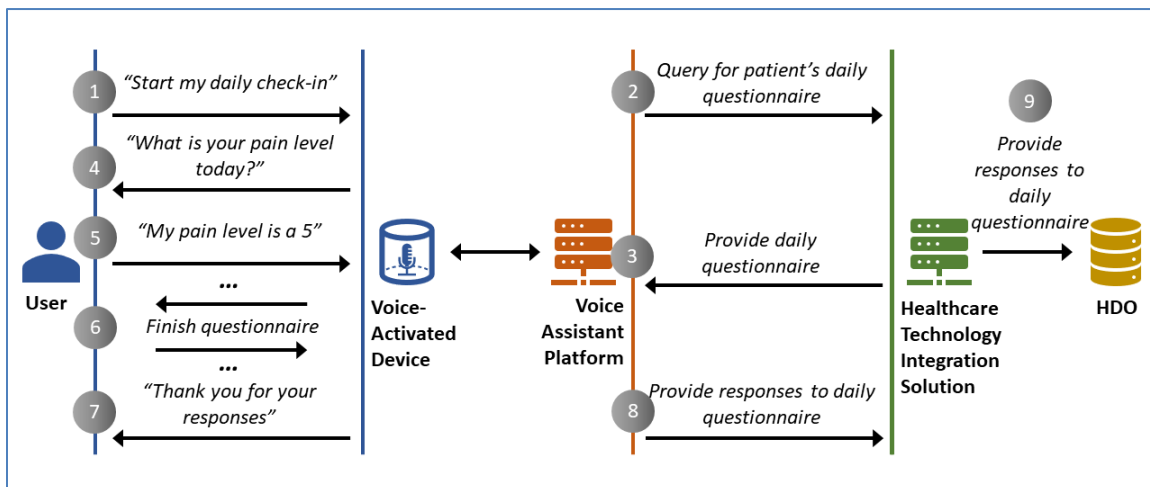 1
“Start my daily check-in”
2
Query for patient’s daily
questionnaire
9
Provide
responses to
daily
questionnaire
4
“What is your pain level
today?”
5
“My pain level is a 5”
...
3
Provide daily
questionnaire
User
Voice-
Activated
Device
Voice
Assistant
Platform
Healthcare
Technology
Integration
Solution
HDO
6
Finish questionnaire
...
7
“Thank you for your
responses”
8
Provide responses to daily
questionnaire